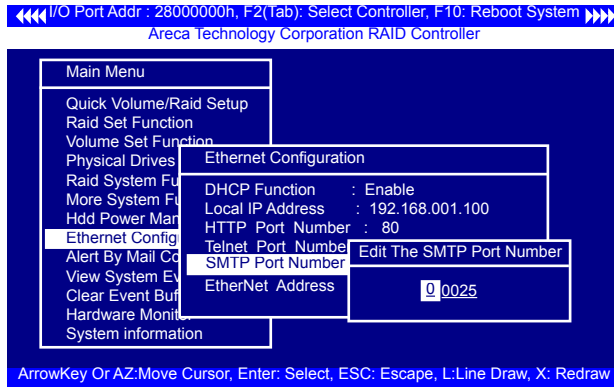 I/O Port Addr : 28000000h, F2(Tab): Select Controller, F10: Reboot System
Areca Technology Corporation RAID Controller
Main Menu
Quick Volume/Raid Setup
Raid Set Function
Volume Set Function
Physical Drives
Raid System Fu
More System Fu
Hdd Power Man
Ethernet Config
Alert By Mail Co
View System Ev
Clear Event Buf
Hardware Monito
System information
Ethernet Configuration
DHCP Function : Enable
Local IP Address : 192.168.001.100
HTTP Port Number : 80
Telnet Port Numbe
SMTP Port Number
EtherNet Address
Edit The SMTP Port Number
0 0025
ArrowKey Or AZ:Move Cursor, Enter: Select, ESC: Escape, L:Line Draw, X: Redraw